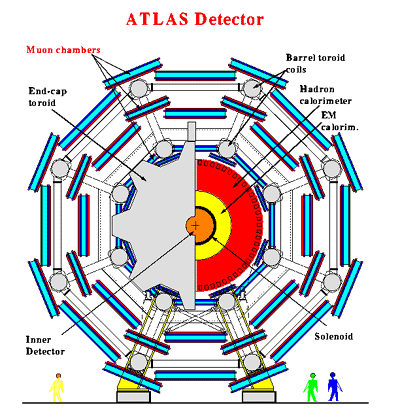 ATLAS Detector
Muon chambers
Barrel toroid
coils
End-cap
toroid
Hadron
calorimeter
EM
calorim.
Inner
Detector
Solenoid